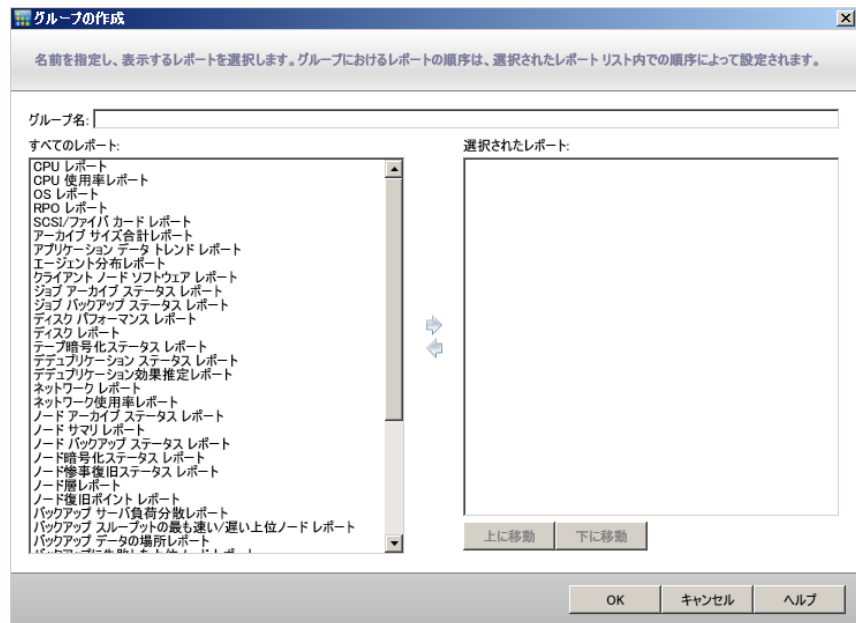 グループの作成
名前を指定し、表示するレポートを選択します。グループにおけるレポートの順序は、選択されたレポート リスト内での順序によって設定されます。
グループ名:
すべてのレポート:
CPU レポート
CPU 使用率レポート
OS レポート
RPO レポート
SCSI/ファイバ カード レポート
アーカイブ サイズ合計レポート
アプリケーション データ トレンド レポート
エージェント分布レポート
クライアント ノード ソフトウェア レポート
ジョブ アーカイブ ステータス レポート
ジョブ バックアップ ステータス レポート
ディスク パフォーマンス レポート
ディスク レポート
テープ暗号化ステータス レポート
デデュプリケーション ステータス レポート
デデュプリケーション効果推定レポート
ネットワーク レポート
ネットワーク使用率レポート
ノード アーカイブ ステータス レポート
ノード サマリ レポート
ノード バックアップ ステータス レポート
ノード暗号化ステータス レポート
ノード惨事復旧ステータス レポート
ノード層レポート
ノード復旧ポイント レポート
バックアップ サーバ負荷分散レポート
バックアップ スループットの最も速い/遅い上位ノード レポート
バックアップ データの場所レポート
バックアップに失敗した上位ノード レポート
選択されたレポート:
上に移動
下に移動
OK
キャンセル
ヘルプ